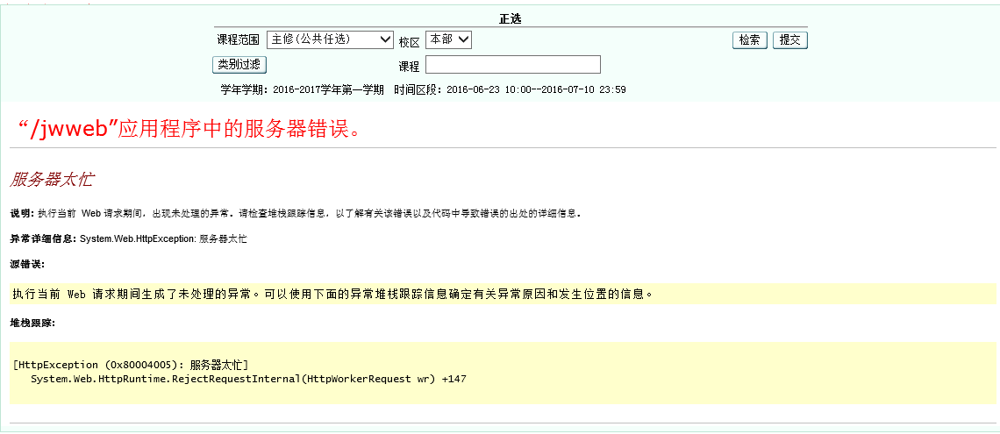 正选
课程范围 主修(公共任选) 校区 本部 检索 提交
类别过滤 课程
学年学期：2016-2017学年第一学期 时间区段：2016-06-23 10:00--2016-07-10 23:59
“/jwweb”应用程序中的服务器错误。
服务器太忙
说明: 执行当前 Web 请求期间，出现未处理的异常。请检查堆栈跟踪信息，以了解有关该错误以及代码中导致错误的出处的详细信息。
异常详细信息: System.Web.HttpException: 服务器太忙
源错误:
执行当前 Web 请求期间生成了未处理的异常。可以使用下面的异常堆栈跟踪信息确定有关异常原因和发生位置的信息。
堆栈跟踪:
[HttpException (0x80004005): 服务器太忙]
System.Web.HttpRuntime.RejectRequestInternal(HttpWorkerRequest wr) +147